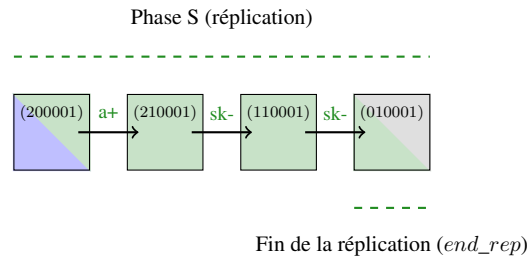 Phase S (réplication)
(200001) a+ (210001) sk- (110001) sk- (010001)
Fin de la réplication (end_rep)